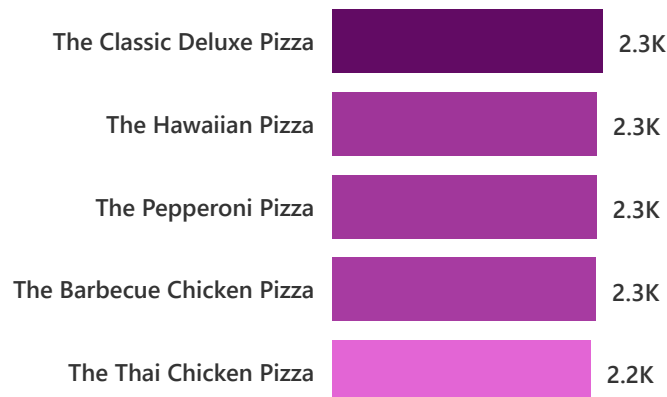 The Classic Deluxe Pizza 2.3K
The Hawaiian Pizza 2.3K
The Pepperoni Pizza 2.3K
The Barbecue Chicken Pizza 2.3K
The Thai Chicken Pizza 2.2K